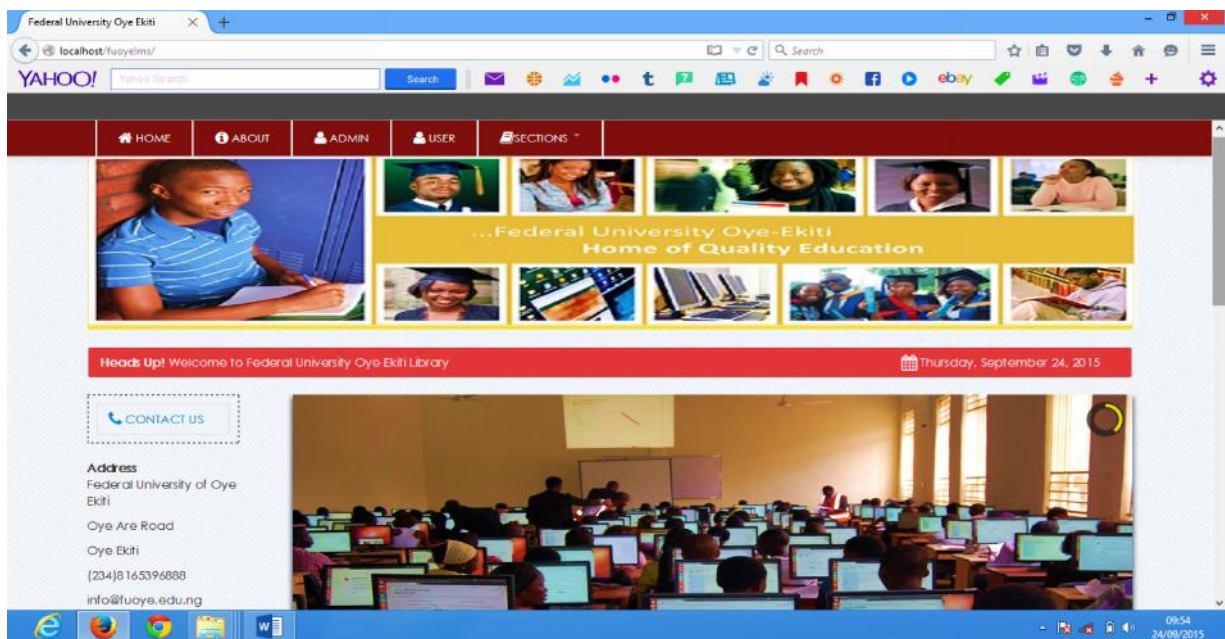 Federal University Oye Ekiti
localhost/fuoyelms/
Search
YAHOO!
Yahoo Search
Search
ebay
HOME
ABOUT
ADMIN
USER
SECTIONS
...Federal University Oye-Ekiti
Home of Quality Education
Heads Up! Welcome to Federal University Oye Ekiti Library
Thursday, September 24, 2015
CONTACT US
Address
Federal University of Oye
Ekiti
Oye Are Road
Oye Ekiti
(234)8165396888
info@fuoye.edu.ng
09:54
24/09/2015